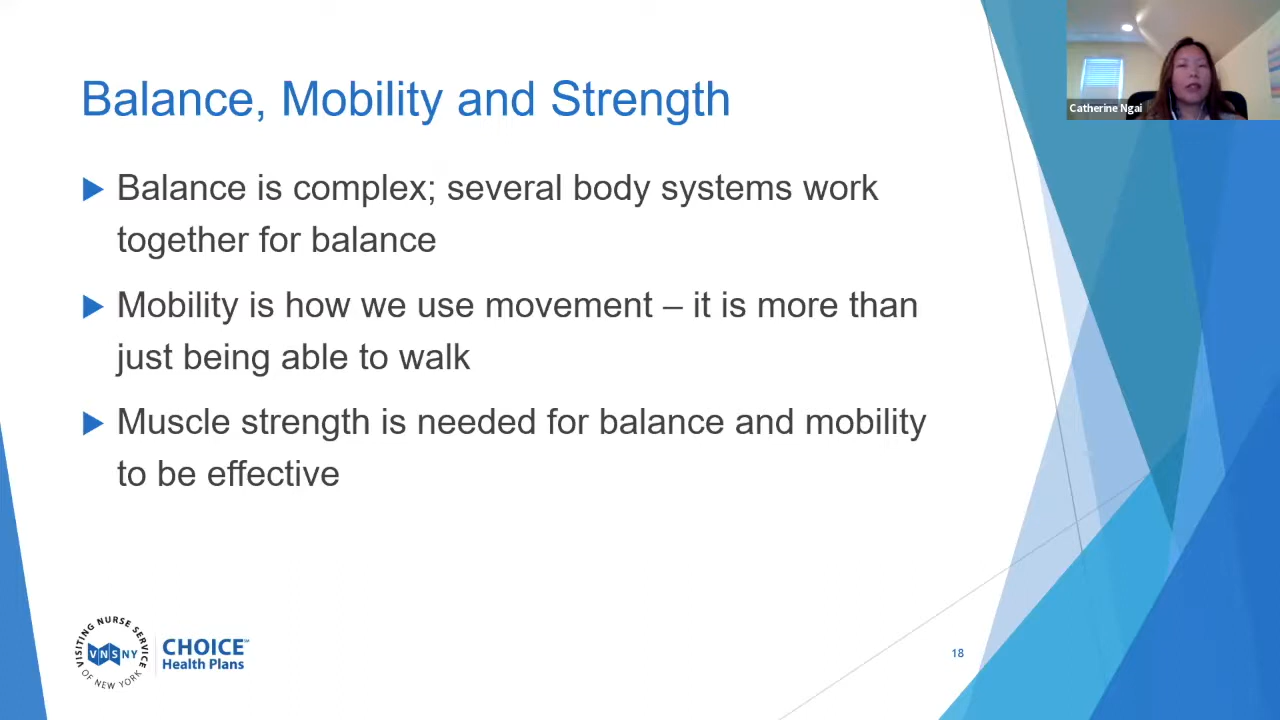 Balance, Mobility and Strength
Catherine Ngai
Balance is complex; several body systems work
together for balance
Mobility is how we use movement – it is more than
just being able to walk
Muscle strength is needed for balance and mobility
to be effective
VISITING NURSE SERVICE
OF NEW YORK
VNSNY
CHOICE℠
Health Plans
18